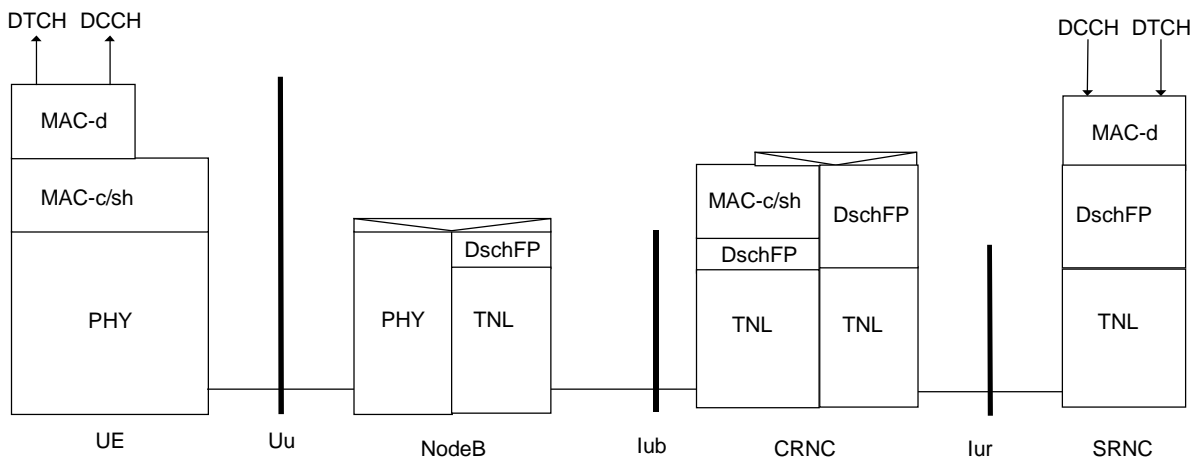 DTCH DCCH
DCCH DTCH
MAC-d
MAC-d
MAC-c/sh
MAC-c/sh
DschFP
DschFP
DschFP
DschFP
PHY
PHY
TNL
TNL
TNL
TNL
UE
Uu
NodeB
Iub
CRNC
Iur
SRNC